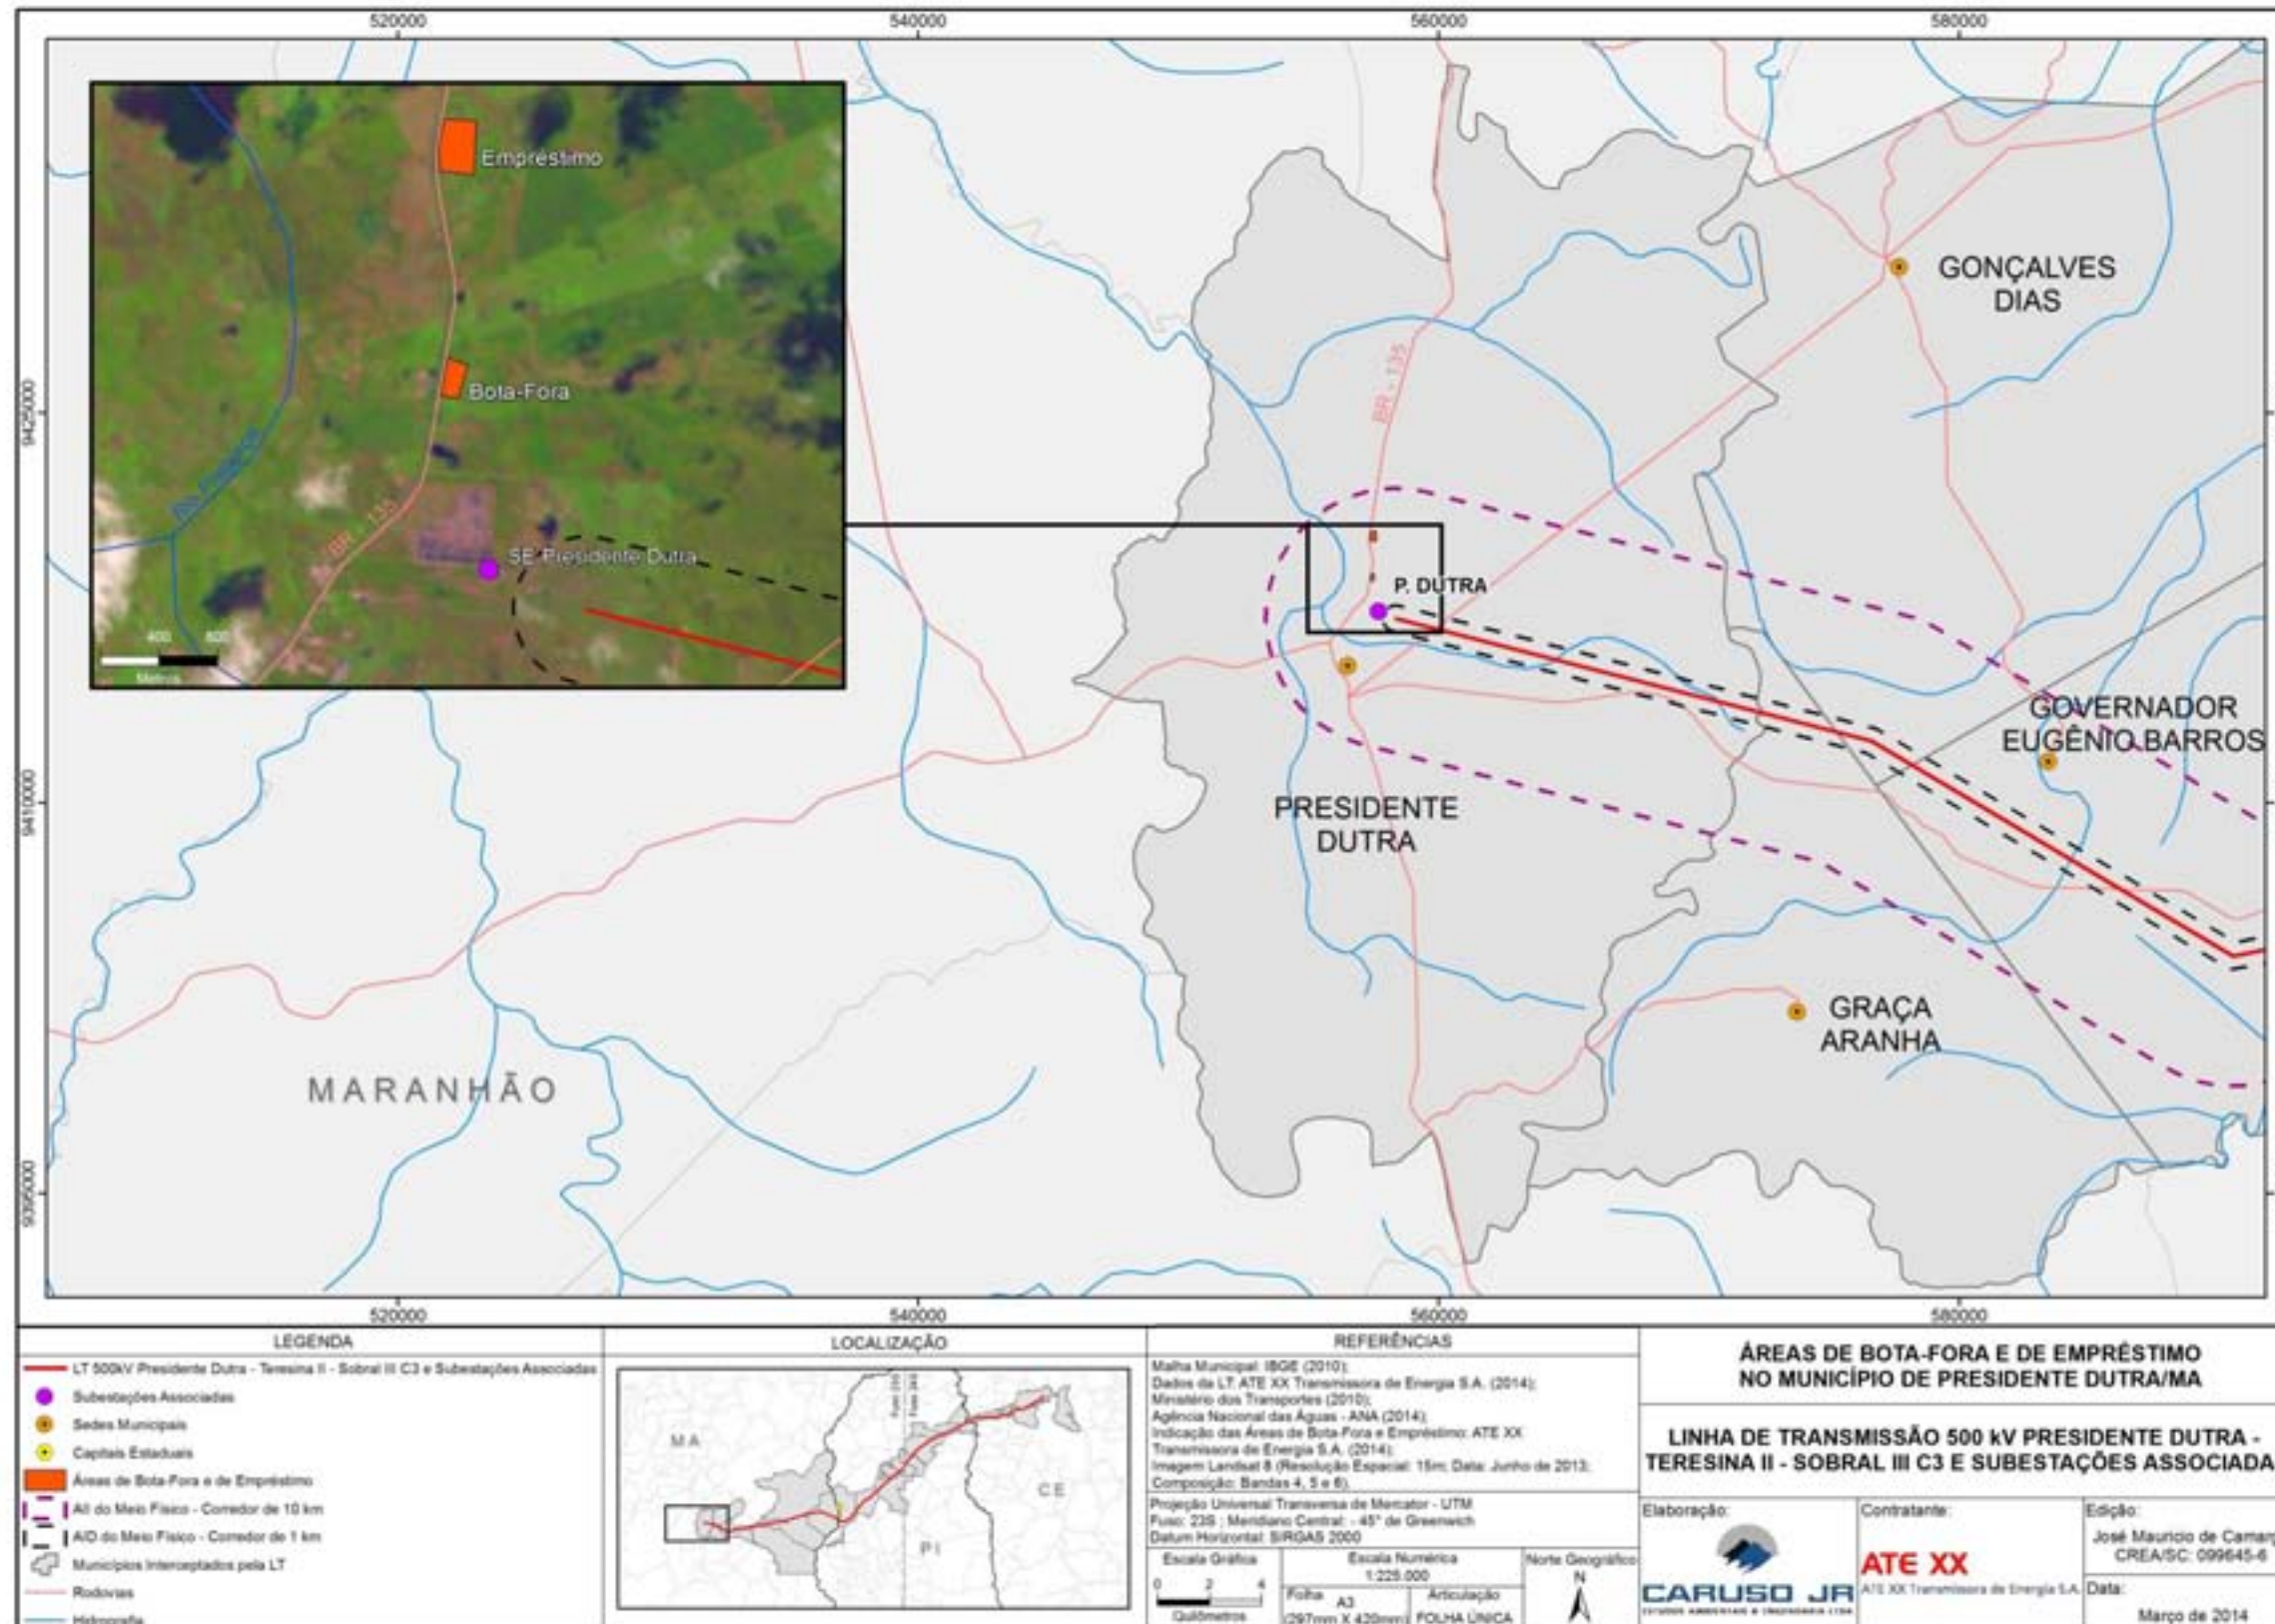 520000
540000
560000
580000
9425000
9410000
9395000
Empréstimo
Bota-Fora
BR - 135
SE Presidente Dutra
400 800
Metros
BR - 135
P. DUTRA
GONÇALVES
DIAS
GOVERNADOR
EUGÊNIO BARROS
PRESIDENTE
DUTRA
GRAÇA
ARANHA
MARANHÃO
520000
540000
560000
580000
LEGENDA
LT 500kV Presidente Dutra - Teresina II - Sobral III C3 e Subestações Associadas
Subestações Associadas
Sedes Municipais
Capitais Estaduais
Áreas de Bota-Fora e de Empréstimo
AII do Meio Físico - Corredor de 10 km
AID do Meio Físico - Corredor de 1 km
Municípios Interceptados pela LT
Rodovias
Hidrografia
LOCALIZAÇÃO
MA
PI
CE
REFERÊNCIAS
Malha Municipal: IBGE (2010);
Dados da LT: ATE XX Transmissora de Energia S.A. (2014);
Ministério dos Transportes (2010);
Agência Nacional das Águas - ANA (2014);
Indicação das Áreas de Bota-Fora e Empréstimo: ATE XX
Transmissora de Energia S.A. (2014);
Imagem Landsat 8 (Resolução Espacial: 15m; Data: Junho de 2013;
Composição: Bandas 4, 5 e 6).
Projeção Universal Transversa de Mercator - UTM
Fuso: 23S ; Meridiano Central: - 45° de Greenwich
Datum Horizontal: SIRGAS 2000
Escala Gráfica
0 2 4
Quilômetros
Escala Numérica
1:225.000
Folha
A3
(297mm X 420mm)
Articulação
FOLHA ÚNICA
Norte Geográfico
N
ÁREAS DE BOTA-FORA E DE EMPRÉSTIMO
NO MUNICÍPIO DE PRESIDENTE DUTRA/MA
LINHA DE TRANSMISSÃO 500 kV PRESIDENTE DUTRA -
TERESINA II - SOBRAL III C3 E SUBESTAÇÕES ASSOCIADA
Elaboração:
CARUSO JR
ESTUDOS AMBIENTAIS & ENGENHARIA LTDA
Contratante:
ATE XX
ATE XX Transmissora de Energia S.A.
Edição:
José Mauricio de Camarg
CREA/SC: 099645-6
Data:
Março de 2014